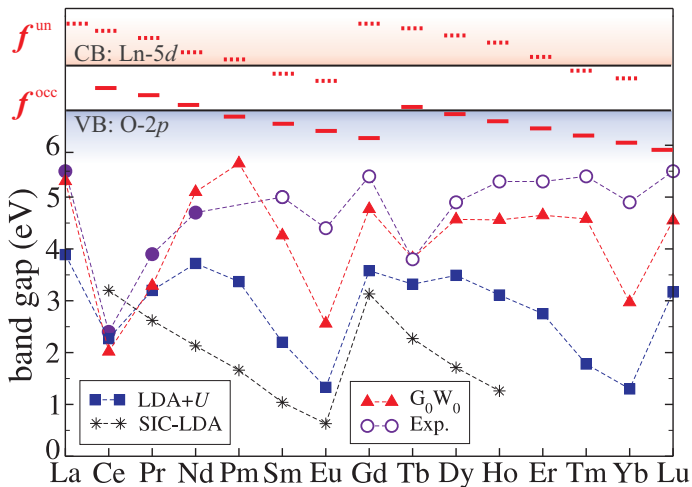 f un
CB: Ln-5d
f occ
VB: O-2p
6
5
4
3
2
1
0
band gap (eV)
LDA+U
SIC-LDA
G0W0
Exp.
La Ce Pr Nd Pm Sm Eu Gd Tb Dy Ho Er Tm Yb Lu